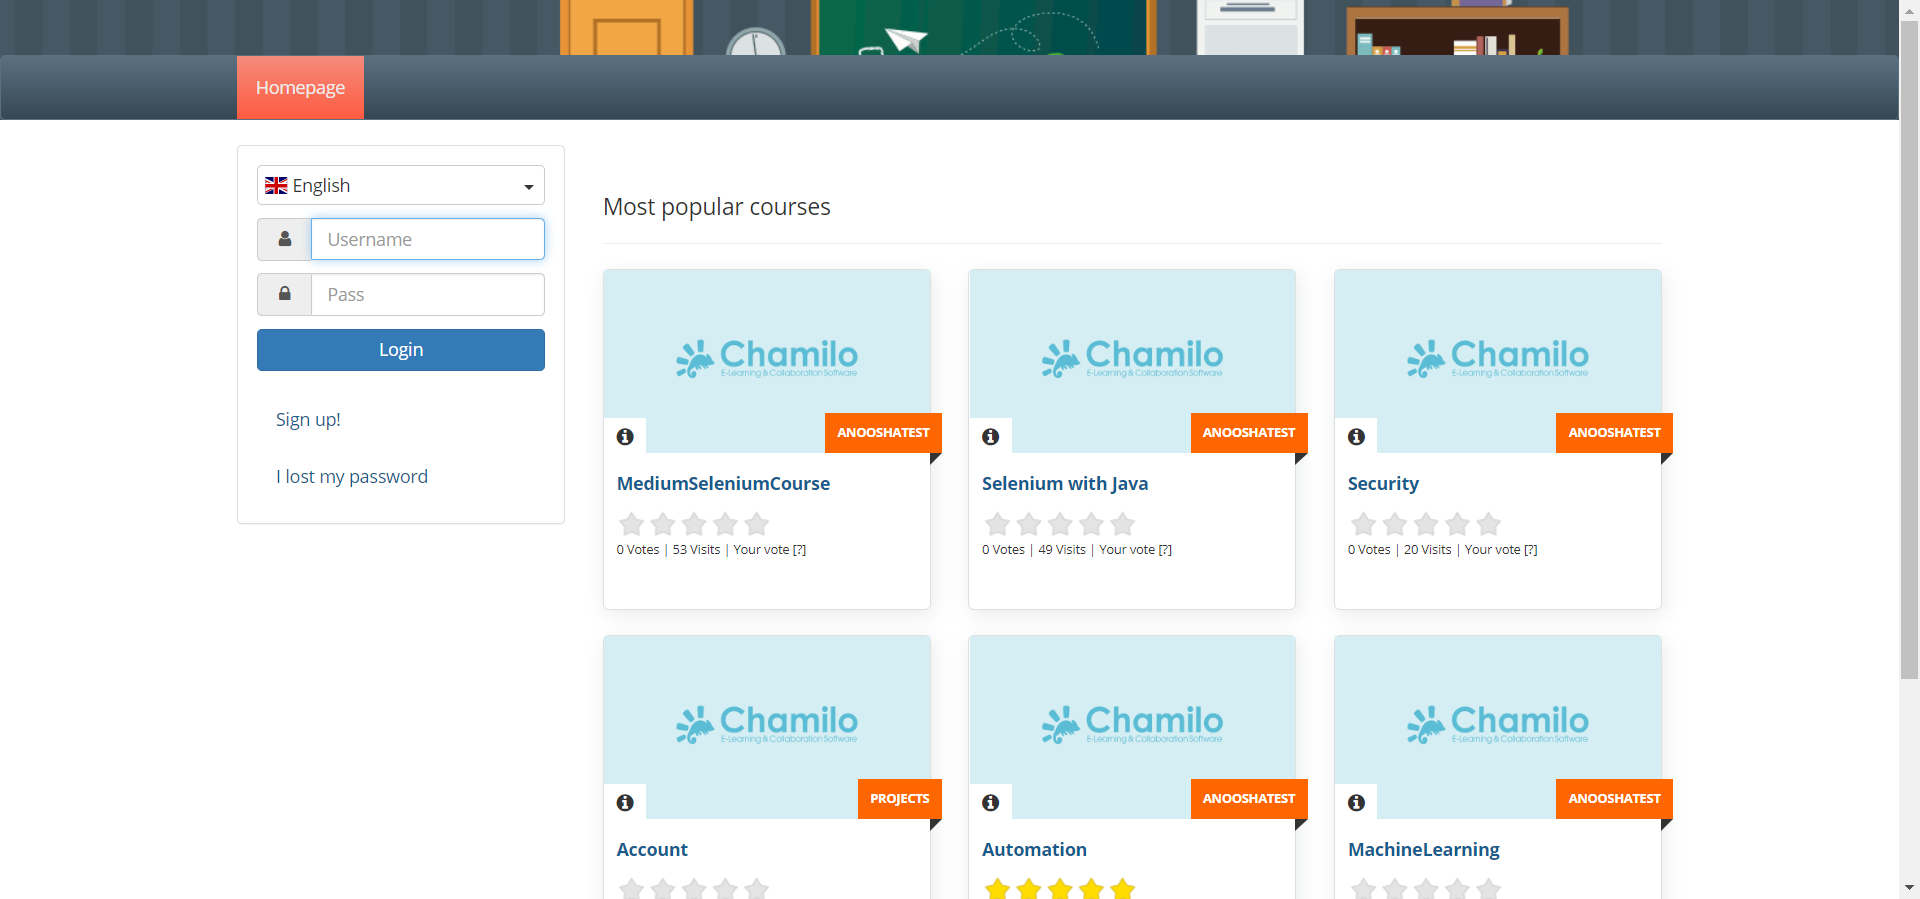 Homepage
English
Username
Pass
Login
Sign up!
I lost my password
Most popular courses
Chamilo
E-Learning & Collaboration Software
ANOOSHATEST
MediumSeleniumCourse
0 Votes | 53 Visits | Your vote [?]
Chamilo
E-Learning & Collaboration Software
ANOOSHATEST
Selenium with Java
0 Votes | 49 Visits | Your vote [?]
Chamilo
E-Learning & Collaboration Software
ANOOSHATEST
Security
0 Votes | 20 Visits | Your vote [?]
Chamilo
E-Learning & Collaboration Software
PROJECTS
Account
Chamilo
E-Learning & Collaboration Software
ANOOSHATEST
Automation
Chamilo
E-Learning & Collaboration Software
ANOOSHATEST
MachineLearning